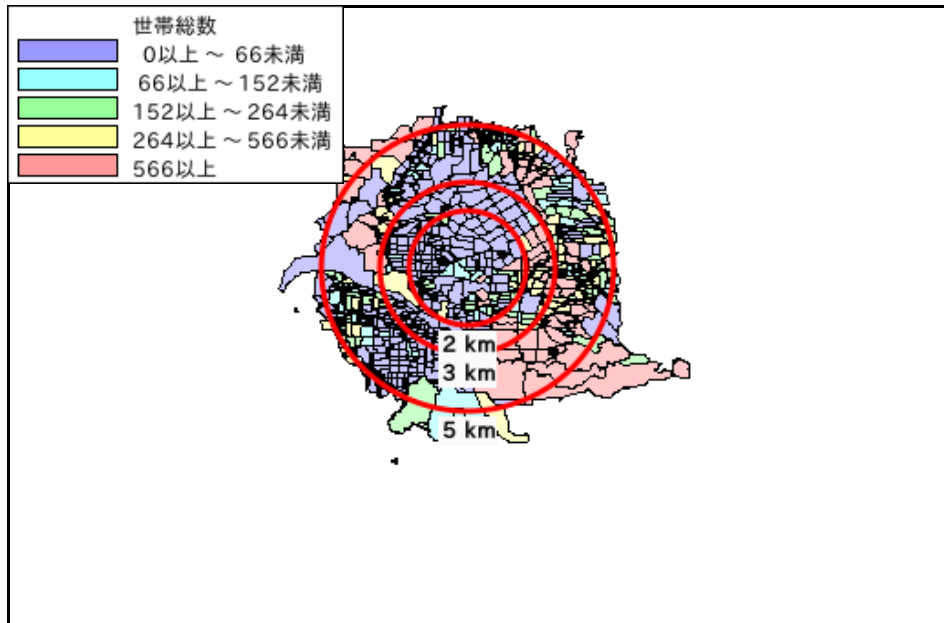 世帯総数
0以上 ～ 66未満
66以上 ～ 152未満
152以上 ～ 264未満
264以上 ～ 566未満
566以上
2 km
3 km
5 km